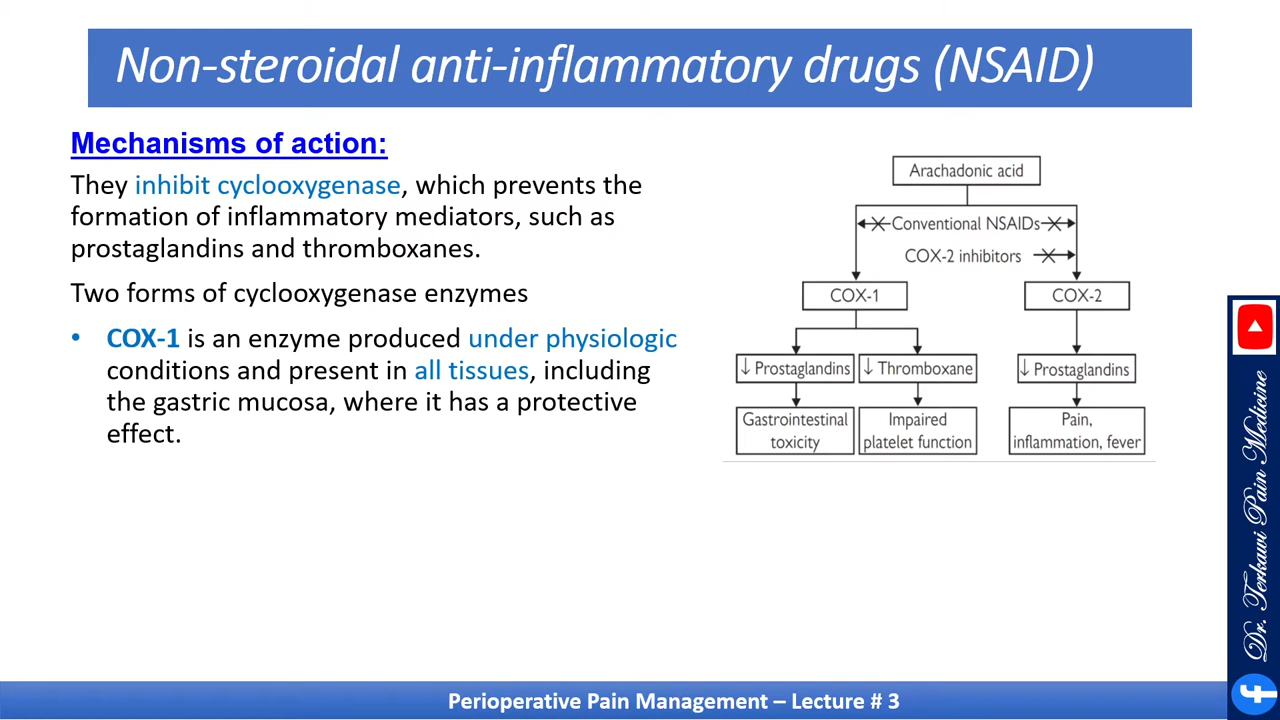 Non-steroidal anti-inflammatory drugs (NSAID)
Mechanisms of action:
They inhibit cyclooxygenase, which prevents the
formation of inflammatory mediators, such as
prostaglandins and thromboxanes.
Two forms of cyclooxygenase enzymes
• COX-1 is an enzyme produced under physiologic
conditions and present in all tissues, including
the gastric mucosa, where it has a protective
effect.
Arachadonic acid
Conventional NSAIDs
COX-2 inhibitors
COX-1
COX-2
↓ Prostaglandins
↓ Thromboxane
↓ Prostaglandins
Gastrointestinal
toxicity
Impaired
platelet function
Pain,
inflammation, fever
Dr. Terkawi Pain Medicine
Perioperative Pain Management – Lecture # 3